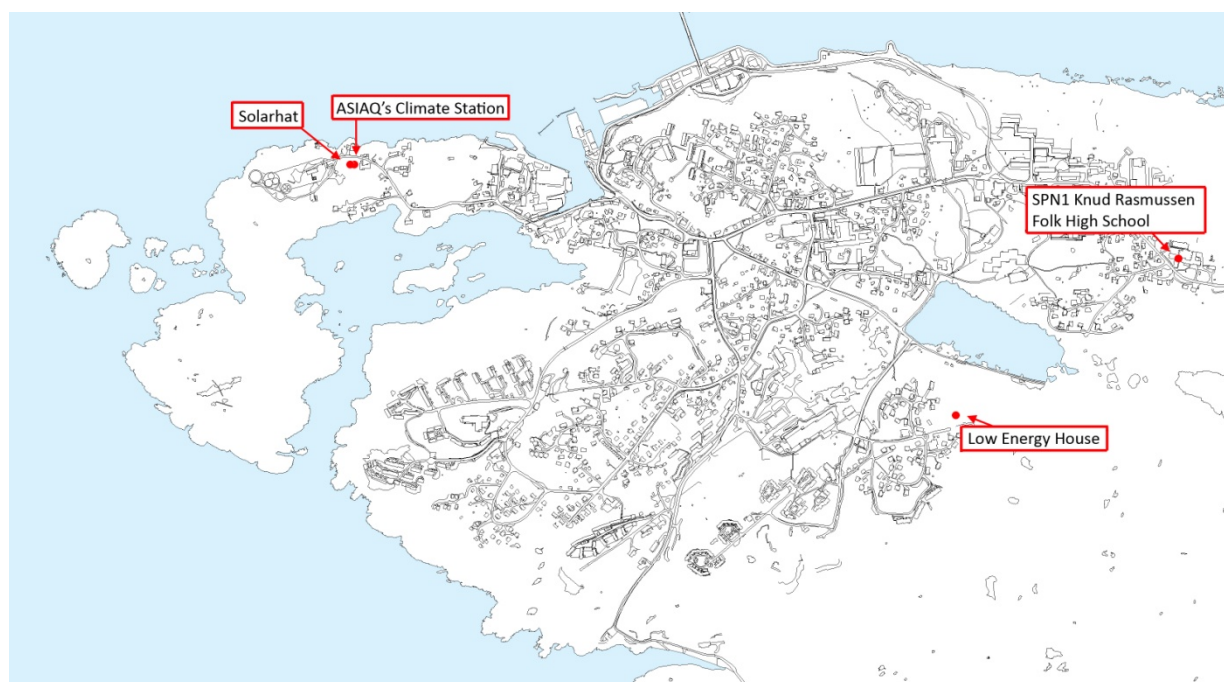 ASIAQ's Climate Station
Solarhat
SPN1 Knud Rasmussen
Folk High School
Low Energy House